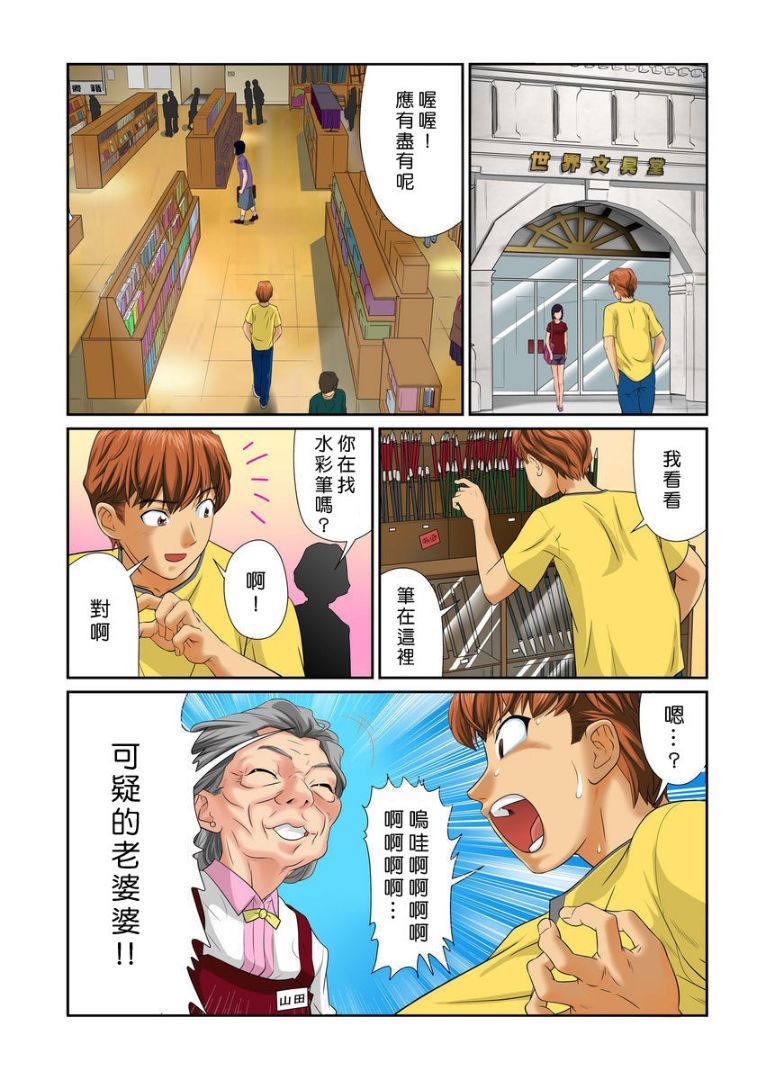 世界文具堂
喔喔！
應有盡有呢
書籍
我看看
筆在這裡
你在找
水彩筆嗎？
啊！
對啊
嗯…？
嗚哇啊啊啊啊
啊啊啊啊…
可疑的老婆婆!!
山田